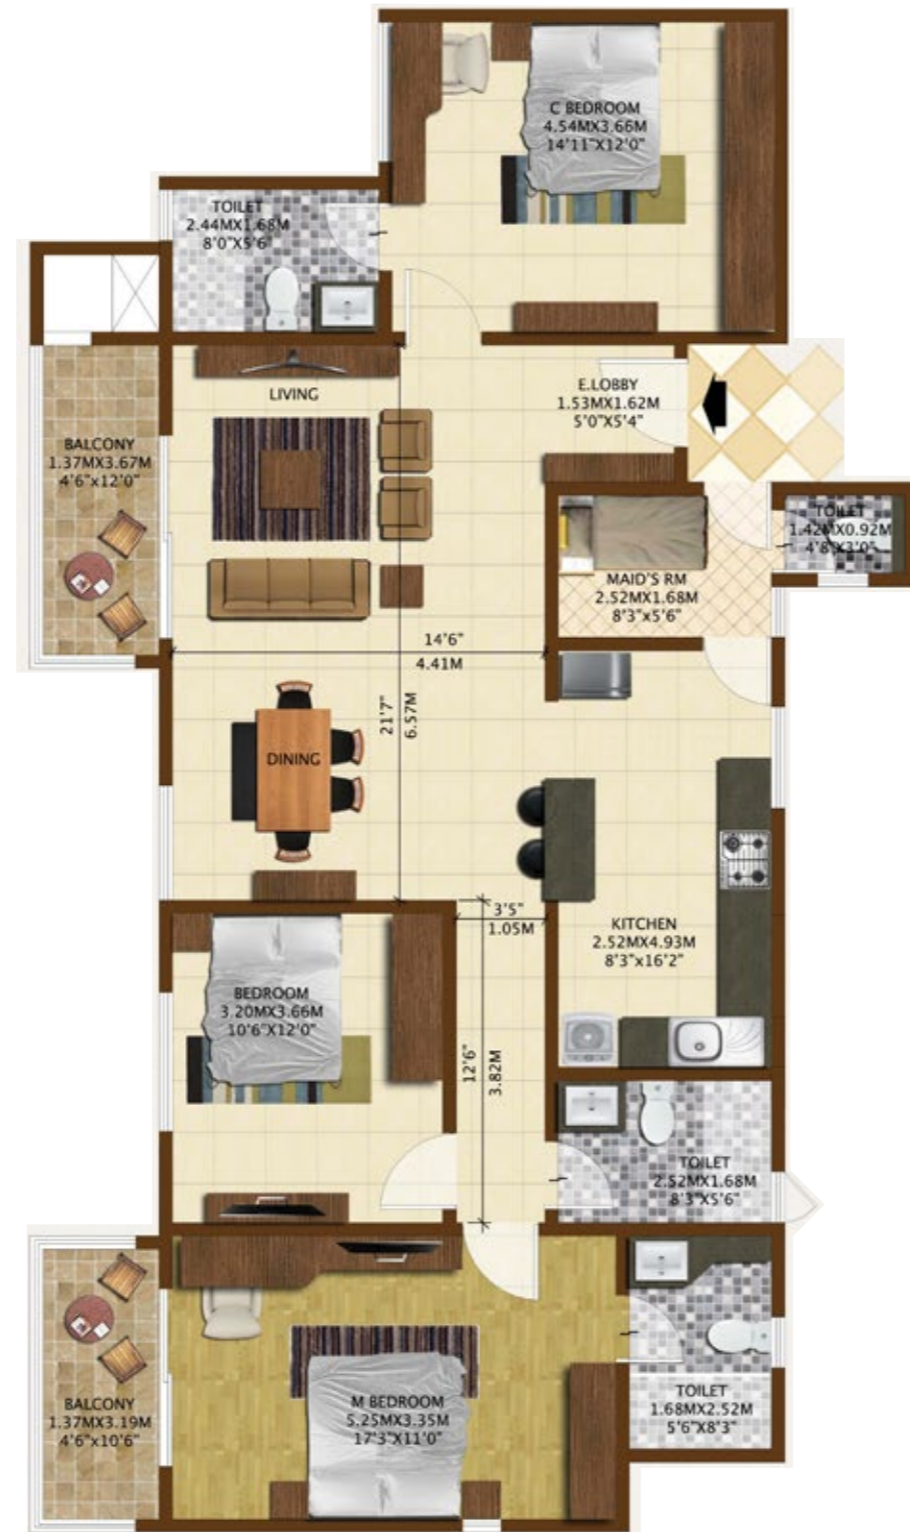 C BEDROOM
4.54MX3.66M
14'11"X12'0"
TOILET
2.44MX1.68M
8'0"X5'6"
LIVING
E.LOBBY
1.53MX1.62M
5'0"X5'4"
BALCONY
1.37MX3.67M
4'6"x12'0"
TOILET
1.42MX0.92M
4'8"X3'0"
MAID'S RM
2.52MX1.68M
8'3"x5'6"
14'6"
4.41M
21'7"
6.57M
DINING
3'5"
1.05M
KITCHEN
2.52MX4.93M
8'3"x16'2"
BEDROOM
3.20MX3.66M
10'6"X12'0"
12'6"
3.82M
TOILET
2.52MX1.68M
8'3"X5'6"
M BEDROOM
5.25MX3.35M
17'3"X11'0"
TOILET
1.68MX2.52M
5'6"X8'3"
BALCONY
1.37MX3.19M
4'6"x10'6"